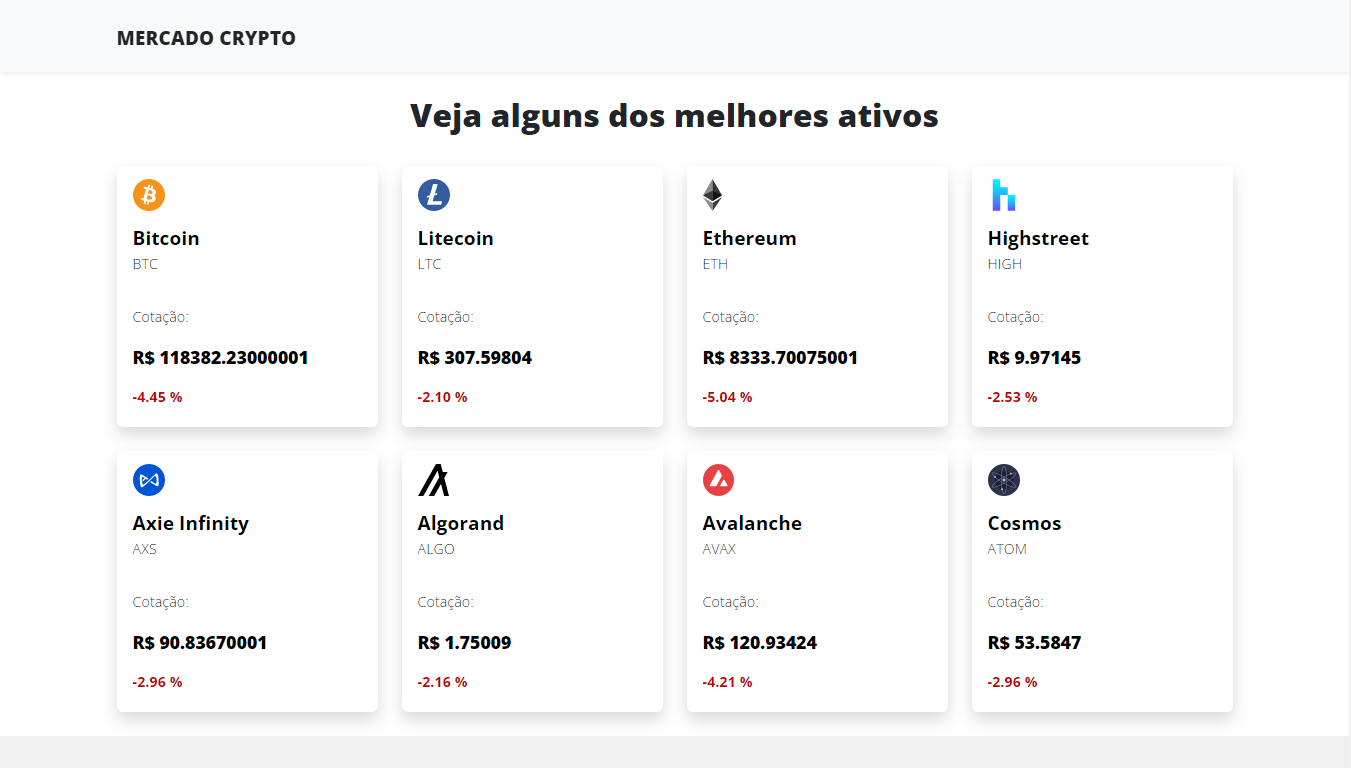 MERCADO CRYPTO
Veja alguns dos melhores ativos
Bitcoin
BTC
Cotação:
R$ 118382.23000001
-4.45 %
Litecoin
LTC
Cotação:
R$ 307.59804
-2.10 %
Ethereum
ETH
Cotação:
R$ 8333.70075001
-5.04 %
Highstreet
HIGH
Cotação:
R$ 9.97145
-2.53 %
Axie Infinity
AXS
Cotação:
R$ 90.83670001
-2.96 %
Algorand
ALGO
Cotação:
R$ 1.75009
-2.16 %
Avalanche
AVAX
Cotação:
R$ 120.93424
-4.21 %
Cosmos
ATOM
Cotação:
R$ 53.5847
-2.96 %